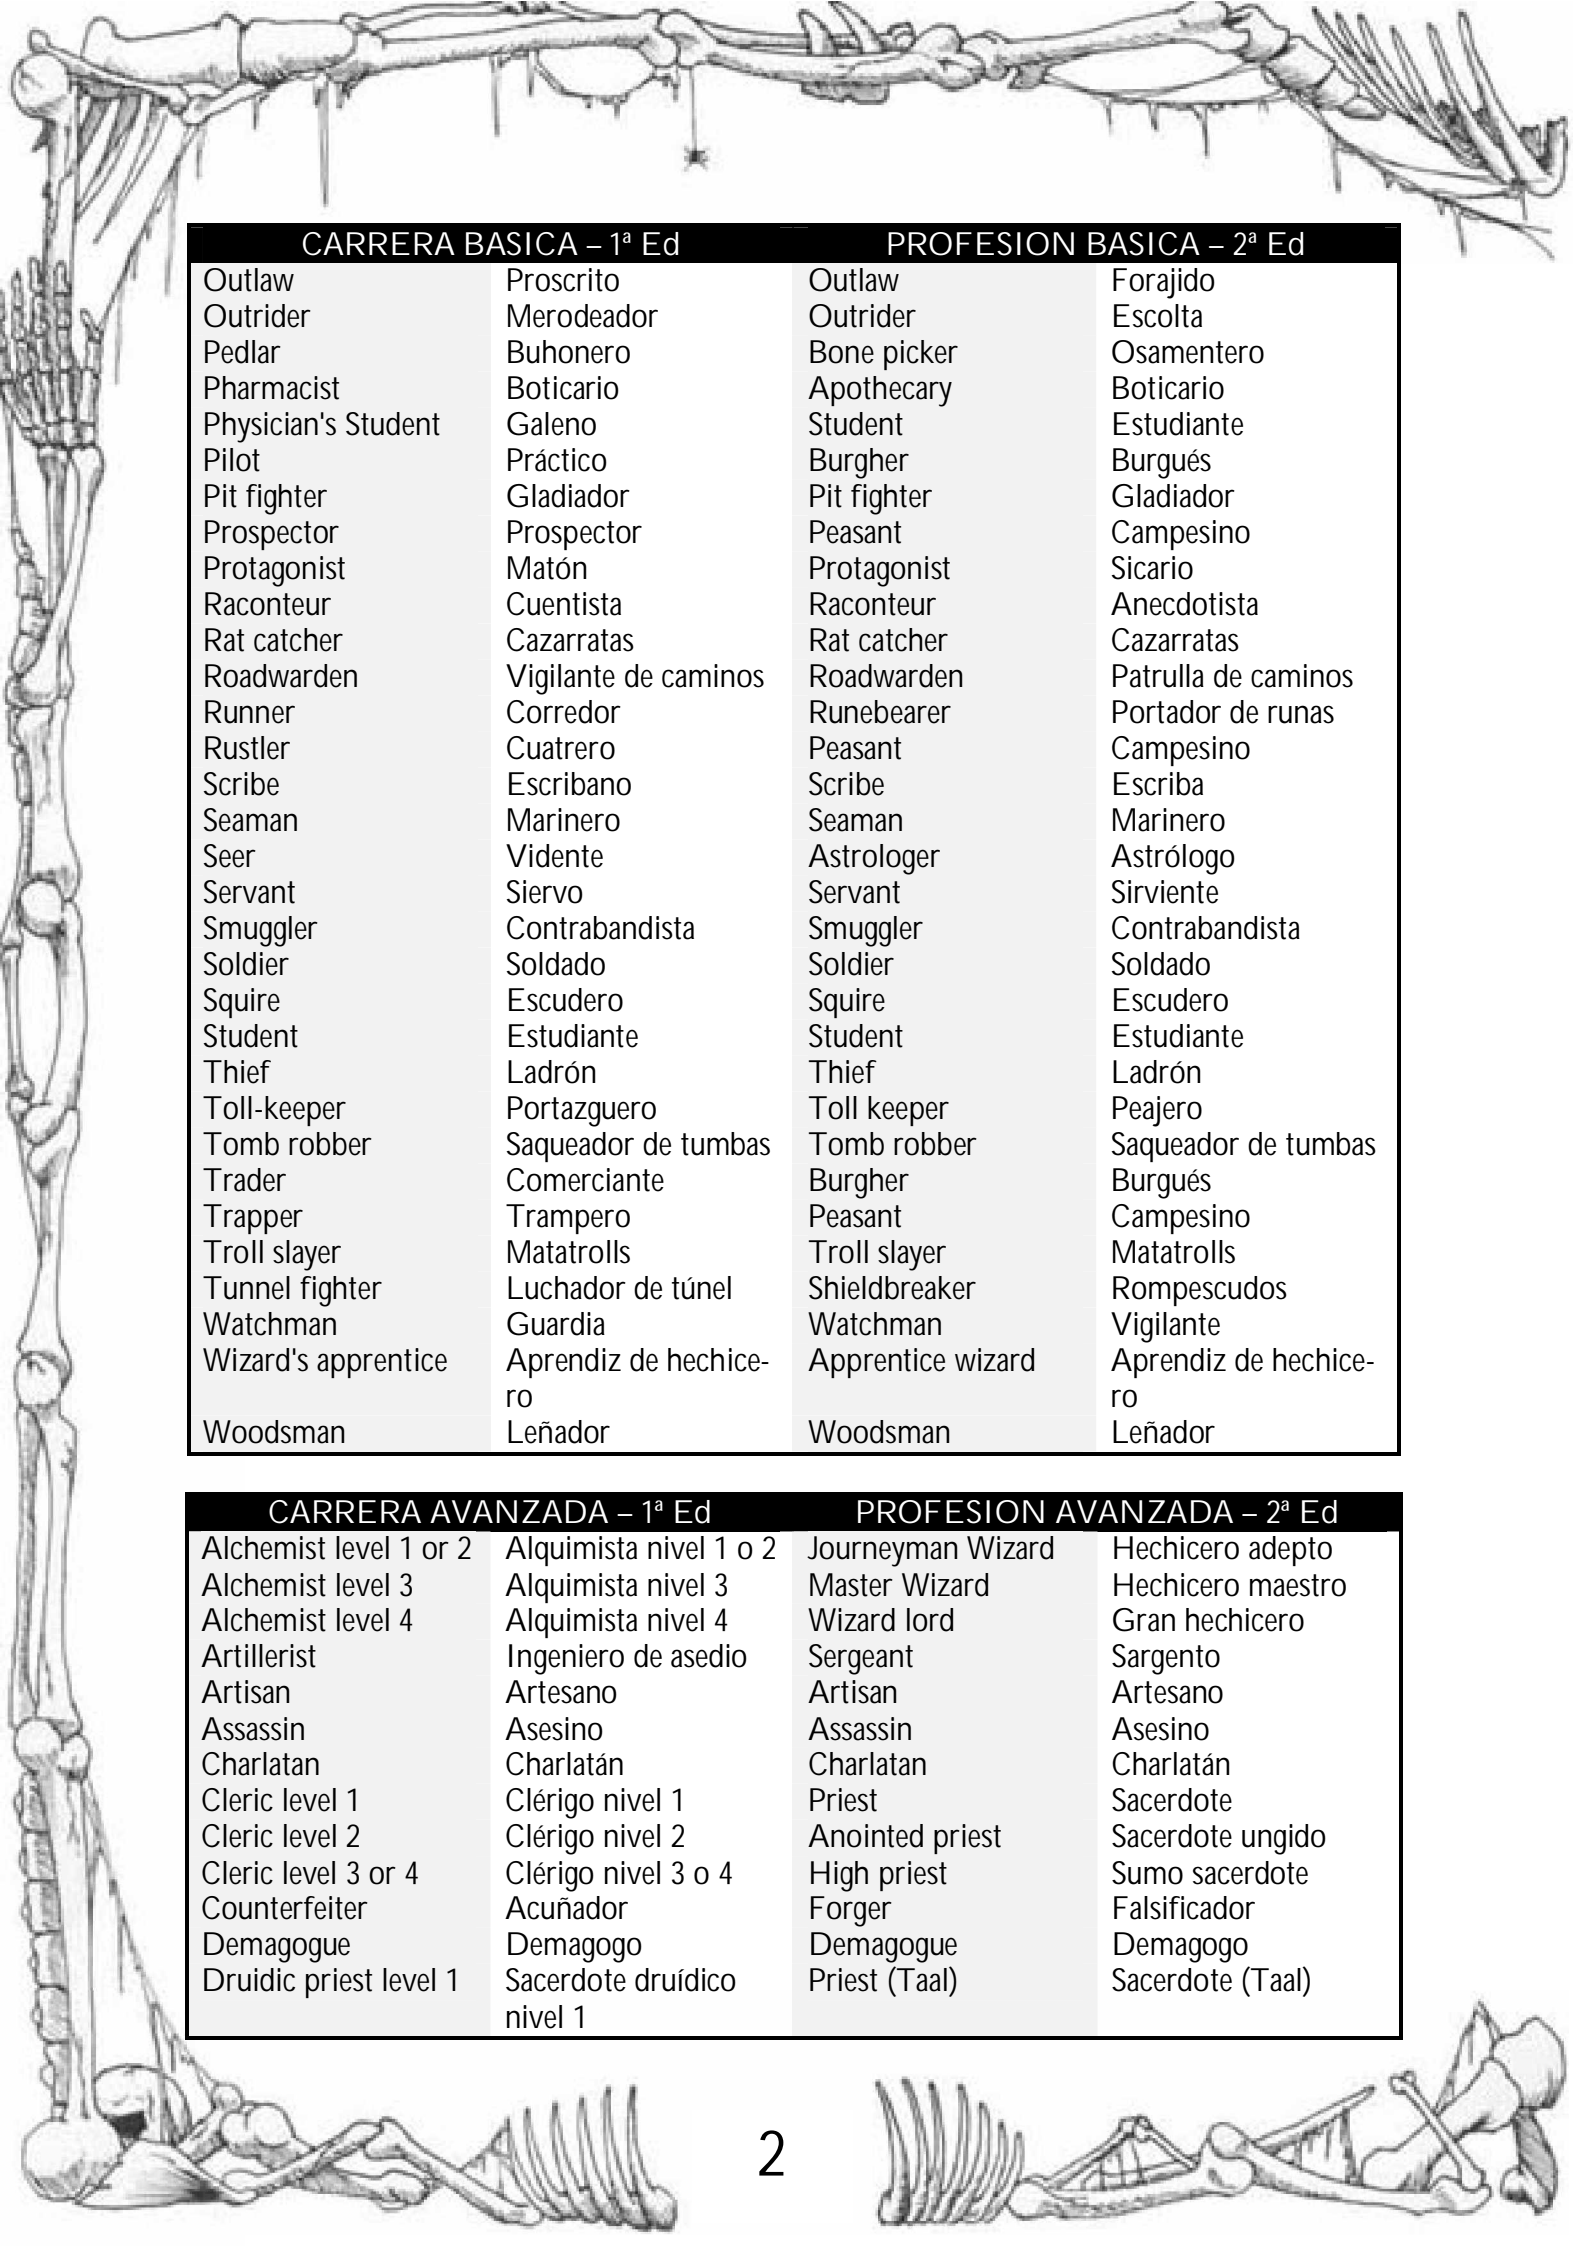 CARRERA BASICA – 1ª Ed PROFESION BASICA – 2ª Ed
Outlaw Proscrito Outlaw Forajido
Outrider Merodeador Outrider Escolta
Pedlar Buhonero Bone picker Osamentero
Pharmacist Boticario Apothecary Boticario
Physician's Student Galeno Student Estudiante
Pilot Práctico Burgher Burgués
Pit fighter Gladiador Pit fighter Gladiador
Prospector Prospector Peasant Campesino
Protagonist Matón Protagonist Sicario
Raconteur Cuentista Raconteur Anecdotista
Rat catcher Cazarratas Rat catcher Cazarratas
Roadwarden Vigilante de caminos Roadwarden Patrulla de caminos
Runner Corredor Runebearer Portador de runas
Rustler Cuatrero Peasant Campesino
Scribe Escribano Scribe Escriba
Seaman Marinero Seaman Marinero
Seer Vidente Astrologer Astrólogo
Servant Siervo Servant Sirviente
Smuggler Contrabandista Smuggler Contrabandista
Soldier Soldado Soldier Soldado
Squire Escudero Squire Escudero
Student Estudiante Student Estudiante
Thief Ladrón Thief Ladrón
Toll-keeper Portazguero Toll keeper Peajero
Tomb robber Saqueador de tumbas Tomb robber Saqueador de tumbas
Trader Comerciante Burgher Burgués
Trapper Trampero Peasant Campesino
Troll slayer Matatrolls Troll slayer Matatrolls
Tunnel fighter Luchador de túnel Shieldbreaker Rompescudos
Watchman Guardia Watchman Vigilante
Wizard's apprentice Aprendiz de hechice- Apprentice wizard Aprendiz de hechice-
ro ro
Woodsman Leñador Woodsman Leñador
CARRERA AVANZADA – 1ª Ed PROFESION AVANZADA – 2ª Ed
Alchemist level 1 or 2 Alquimista nivel 1 o 2 Journeyman Wizard Hechicero adepto
Alchemist level 3 Alquimista nivel 3 Master Wizard Hechicero maestro
Alchemist level 4 Alquimista nivel 4 Wizard lord Gran hechicero
Artillerist Ingeniero de asedio Sergeant Sargento
Artisan Artesano Artisan Artesano
Assassin Asesino Assassin Asesino
Charlatan Charlatán Charlatan Charlatán
Cleric level 1 Clérigo nivel 1 Priest Sacerdote
Cleric level 2 Clérigo nivel 2 Anointed priest Sacerdote ungido
Cleric level 3 or 4 Clérigo nivel 3 o 4 High priest Sumo sacerdote
Counterfeiter Acuñador Forger Falsificador
Demagogue Demagogo Demagogue Demagogo
Druidic priest level 1 Sacerdote druídico Priest (Taal) Sacerdote (Taal)
nivel 1
2